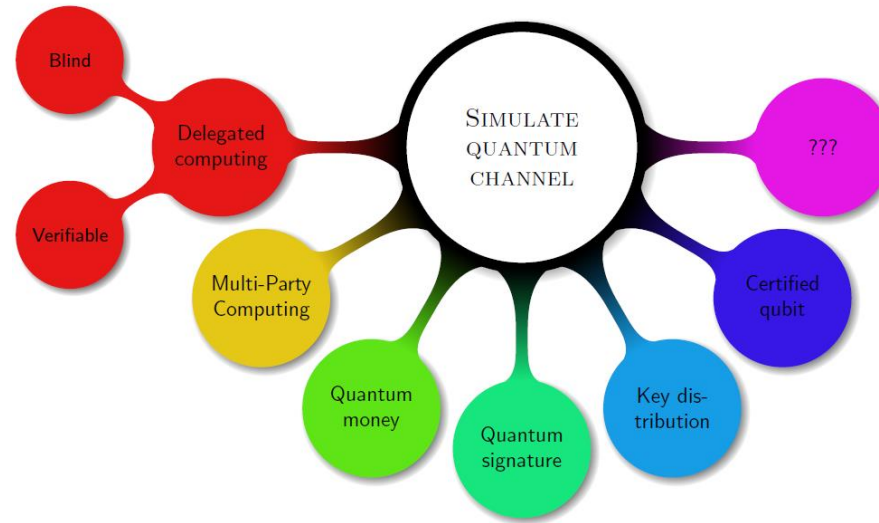 Blind
Delegated
computing
Verifiable
SIMULATE
QUANTUM
CHANNEL
???
Multi-Party
Computing
Certified
qubit
Quantum
money
Key dis-
tribution
Quantum
signature